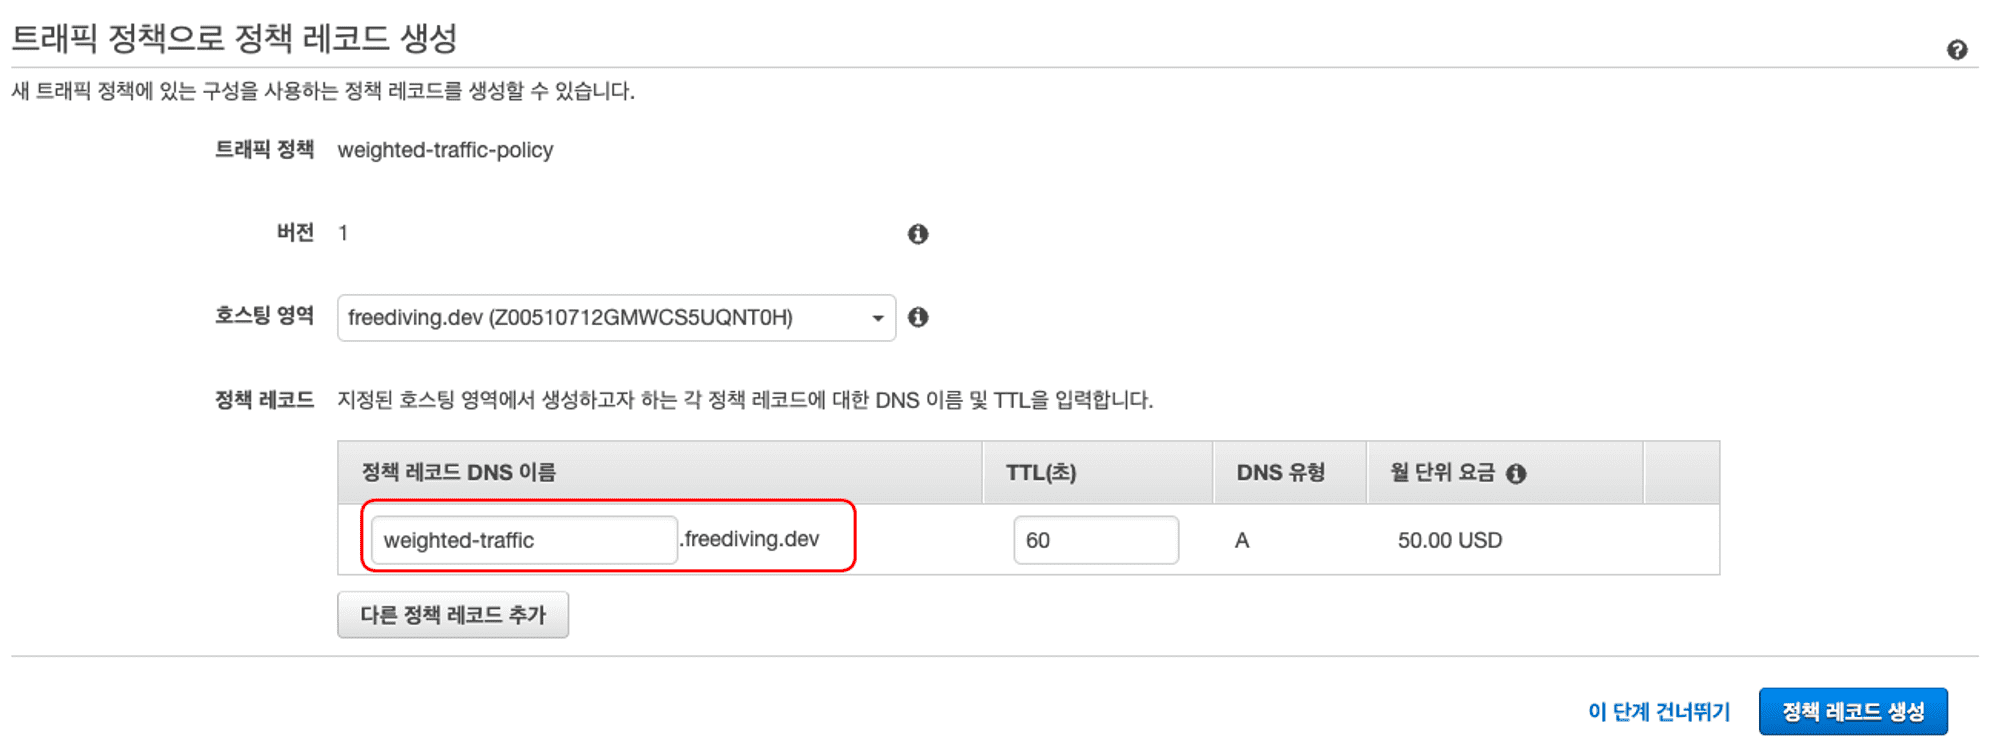 트래픽 정책으로 정책 레코드 생성
새 트래픽 정책에 있는 구성을 사용하는 정책 레코드를 생성할 수 있습니다.
트래픽 정책 weighted-traffic-policy
버전 1
호스팅 영역 freediving.dev (Z00510712GMWCS5UQNT0H)
정책 레코드 지정된 호스팅 영역에서 생성하고자 하는 각 정책 레코드에 대한 DNS 이름 및 TTL을 입력합니다.
정책 레코드 DNS 이름 TTL(초) DNS 유형 월 단위 요금
weighted-traffic .freediving.dev 60 A 50.00 USD
다른 정책 레코드 추가
이 단계 건너뛰기 정책 레코드 생성